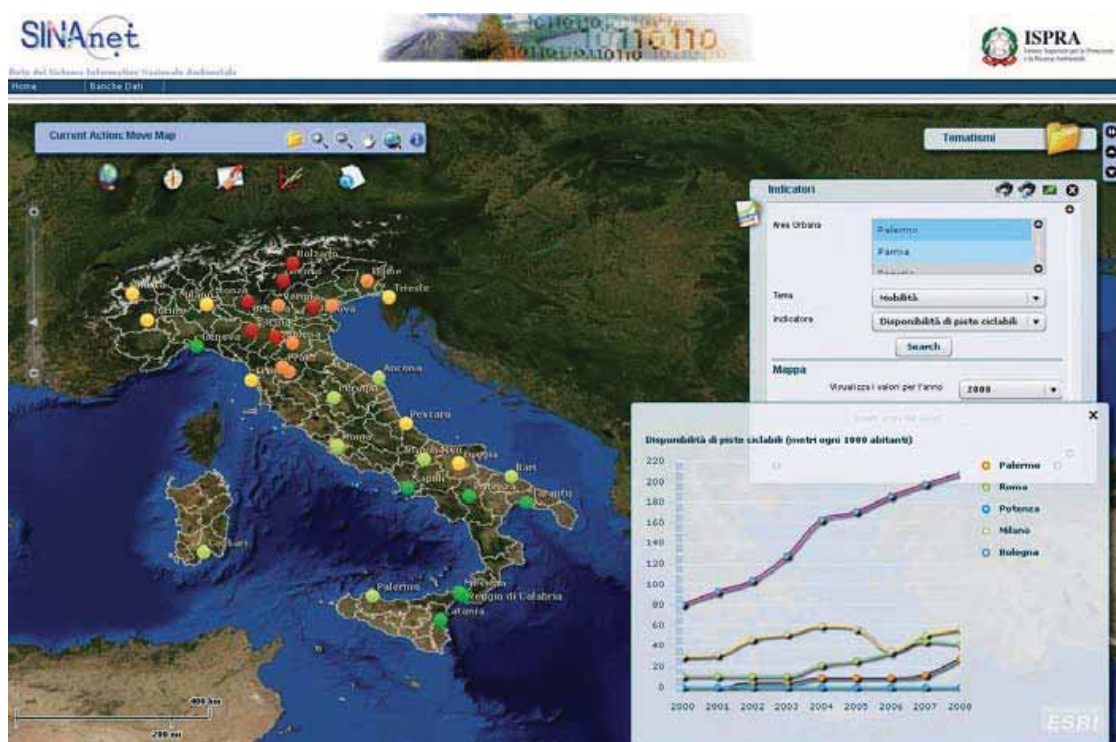 SINAnet
ISPRA
Home
Banche Dati
Current Action: Move Map
Tematismi
Indicatori
Area Urbana
Palermo
Parma
Tema
Mobilità
Indicatore
Disponibilità di piste ciclabili
Search
Mappa
Visualizza i valori per l'anno
2008
Disponibilità di piste ciclabili (metri ogni 1000 abitanti)
220
200
180
160
140
120
100
80
60
40
20
0
2000 2001 2002 2003 2004 2005 2006 2007 2008
Palermo
Roma
Potenza
Milano
Bologna
Bolzano
Udine
Trieste
Torino
Genova
Prato
Ancona
Perugia
Pescara
Roma
Foggia
Bari
Napoli
Potenza
Taranto
Palermo
Reggio di Calabria
Catania
400 km
200 mi
ESRI